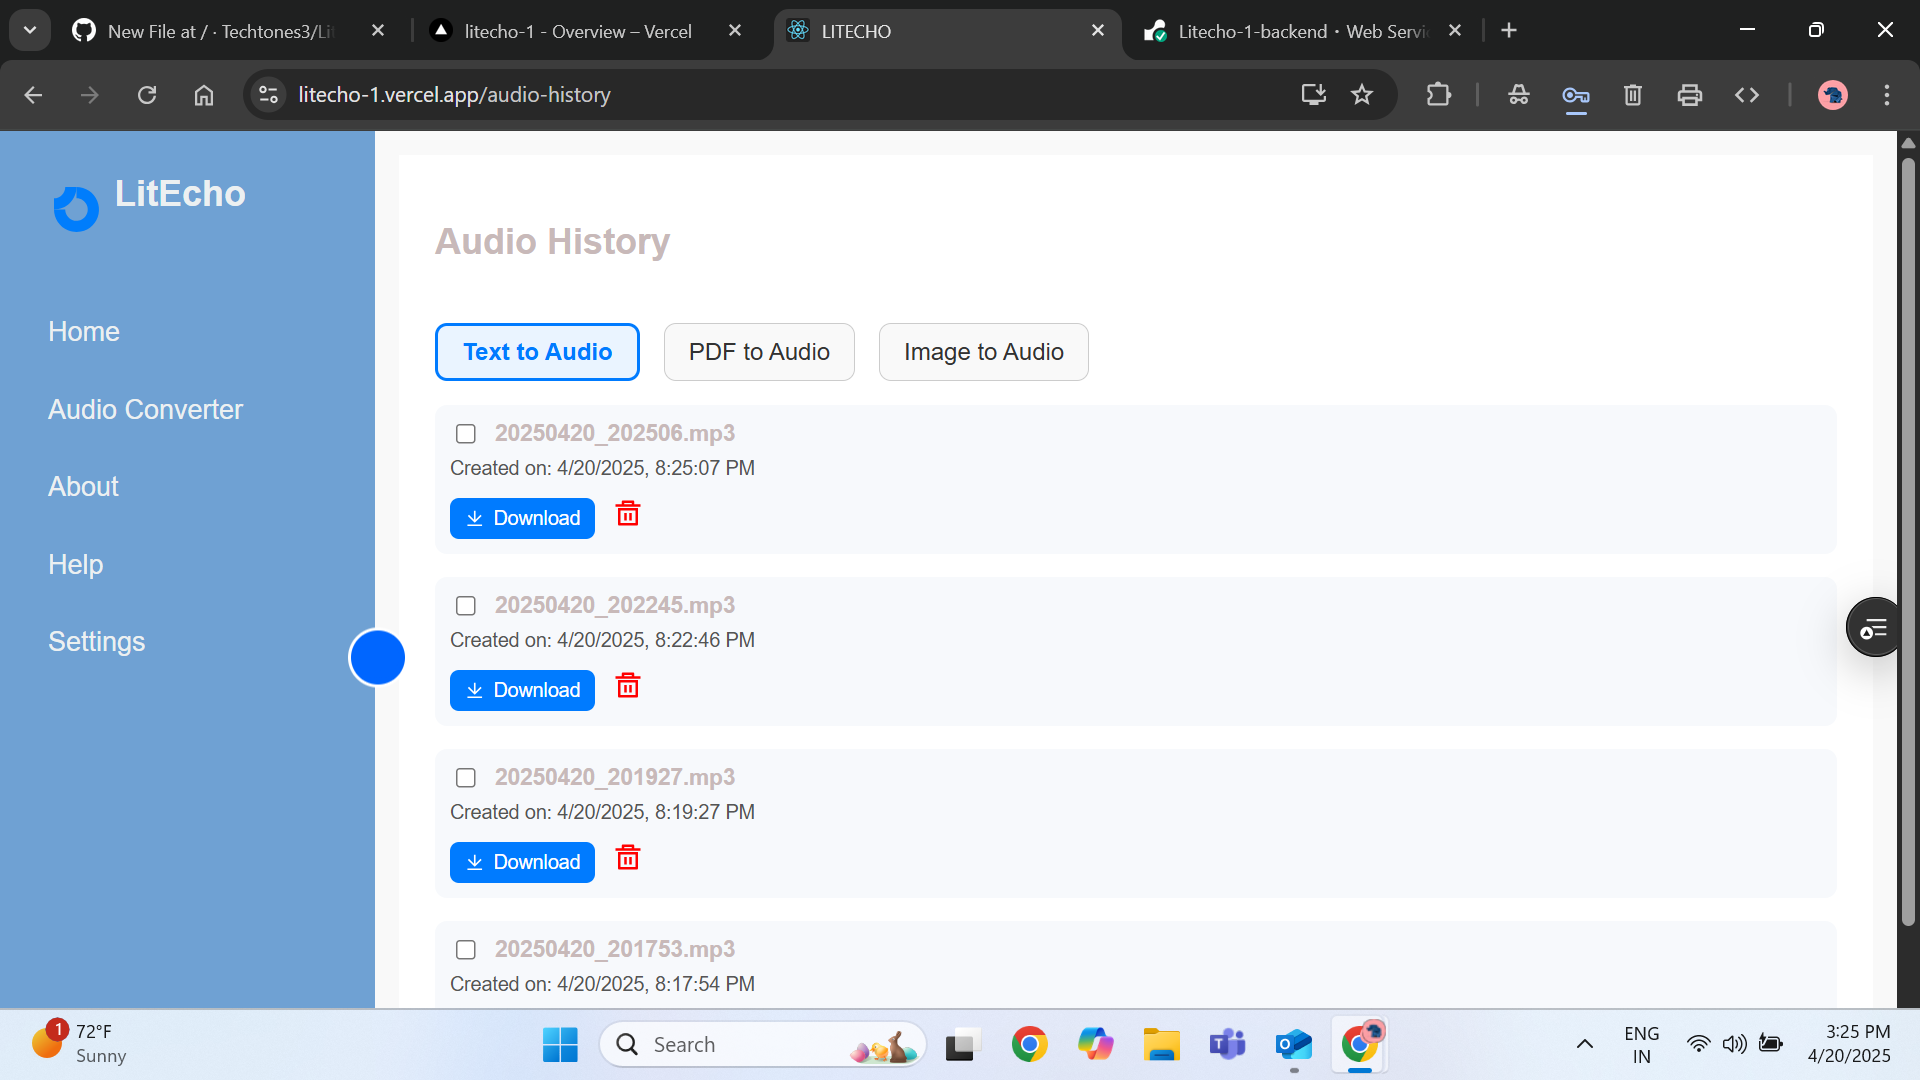 New File at / · Techtones3/Li
litecho-1 - Overview – Vercel
LITECHO
Litecho-1-backend · Web Servi
litecho-1.vercel.app/audio-history
LitEcho
Home
Audio Converter
About
Help
Settings
Audio History
Text to Audio
PDF to Audio
Image to Audio
20250420_202506.mp3
Created on: 4/20/2025, 8:25:07 PM
Download
20250420_202245.mp3
Created on: 4/20/2025, 8:22:46 PM
Download
20250420_201927.mp3
Created on: 4/20/2025, 8:19:27 PM
Download
20250420_201753.mp3
Created on: 4/20/2025, 8:17:54 PM
1
72°F
Sunny
Search
ENG
IN
3:25 PM
4/20/2025